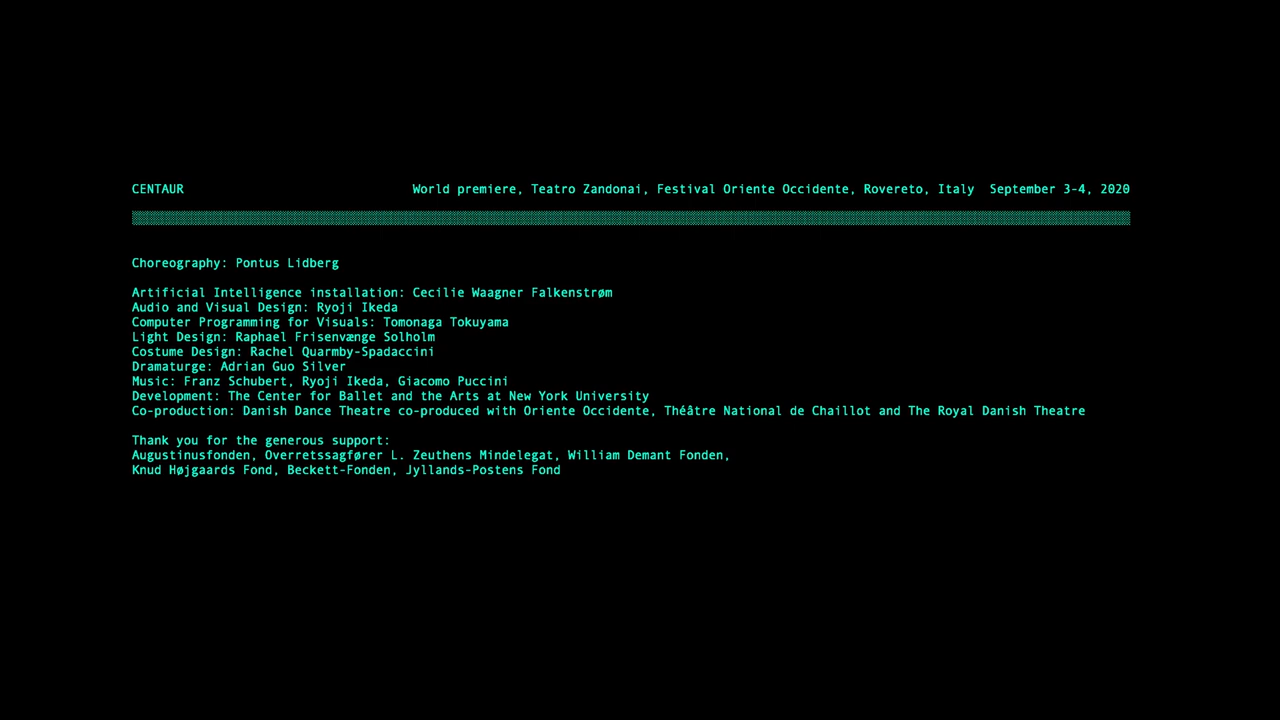 CENTAUR World premiere, Teatro Zandonai, Festival Oriente Occidente, Rovereto, Italy September 3-4, 2020
Choreography: Pontus Lidberg
Artificial Intelligence installation: Cecilie Waagner Falkenstrøm
Audio and Visual Design: Ryoji Ikeda
Computer Programming for Visuals: Tomonaga Tokuyama
Light Design: Raphael Frisenvænge Solholm
Costume Design: Rachel Quarmby-Spadaccini
Dramaturge: Adrian Guo Silver
Music: Franz Schubert, Ryoji Ikeda, Giacomo Puccini
Development: The Center for Ballet and the Arts at New York University
Co-production: Danish Dance Theatre co-produced with Oriente Occidente, Théâtre National de Chaillot and The Royal Danish Theatre
Thank you for the generous support:
Augustinusfonden, Overretssagfører L. Zeuthens Mindelegat, William Demant Fonden,
Knud Højgaards Fond, Beckett-Fonden, Jyllands-Postens Fond